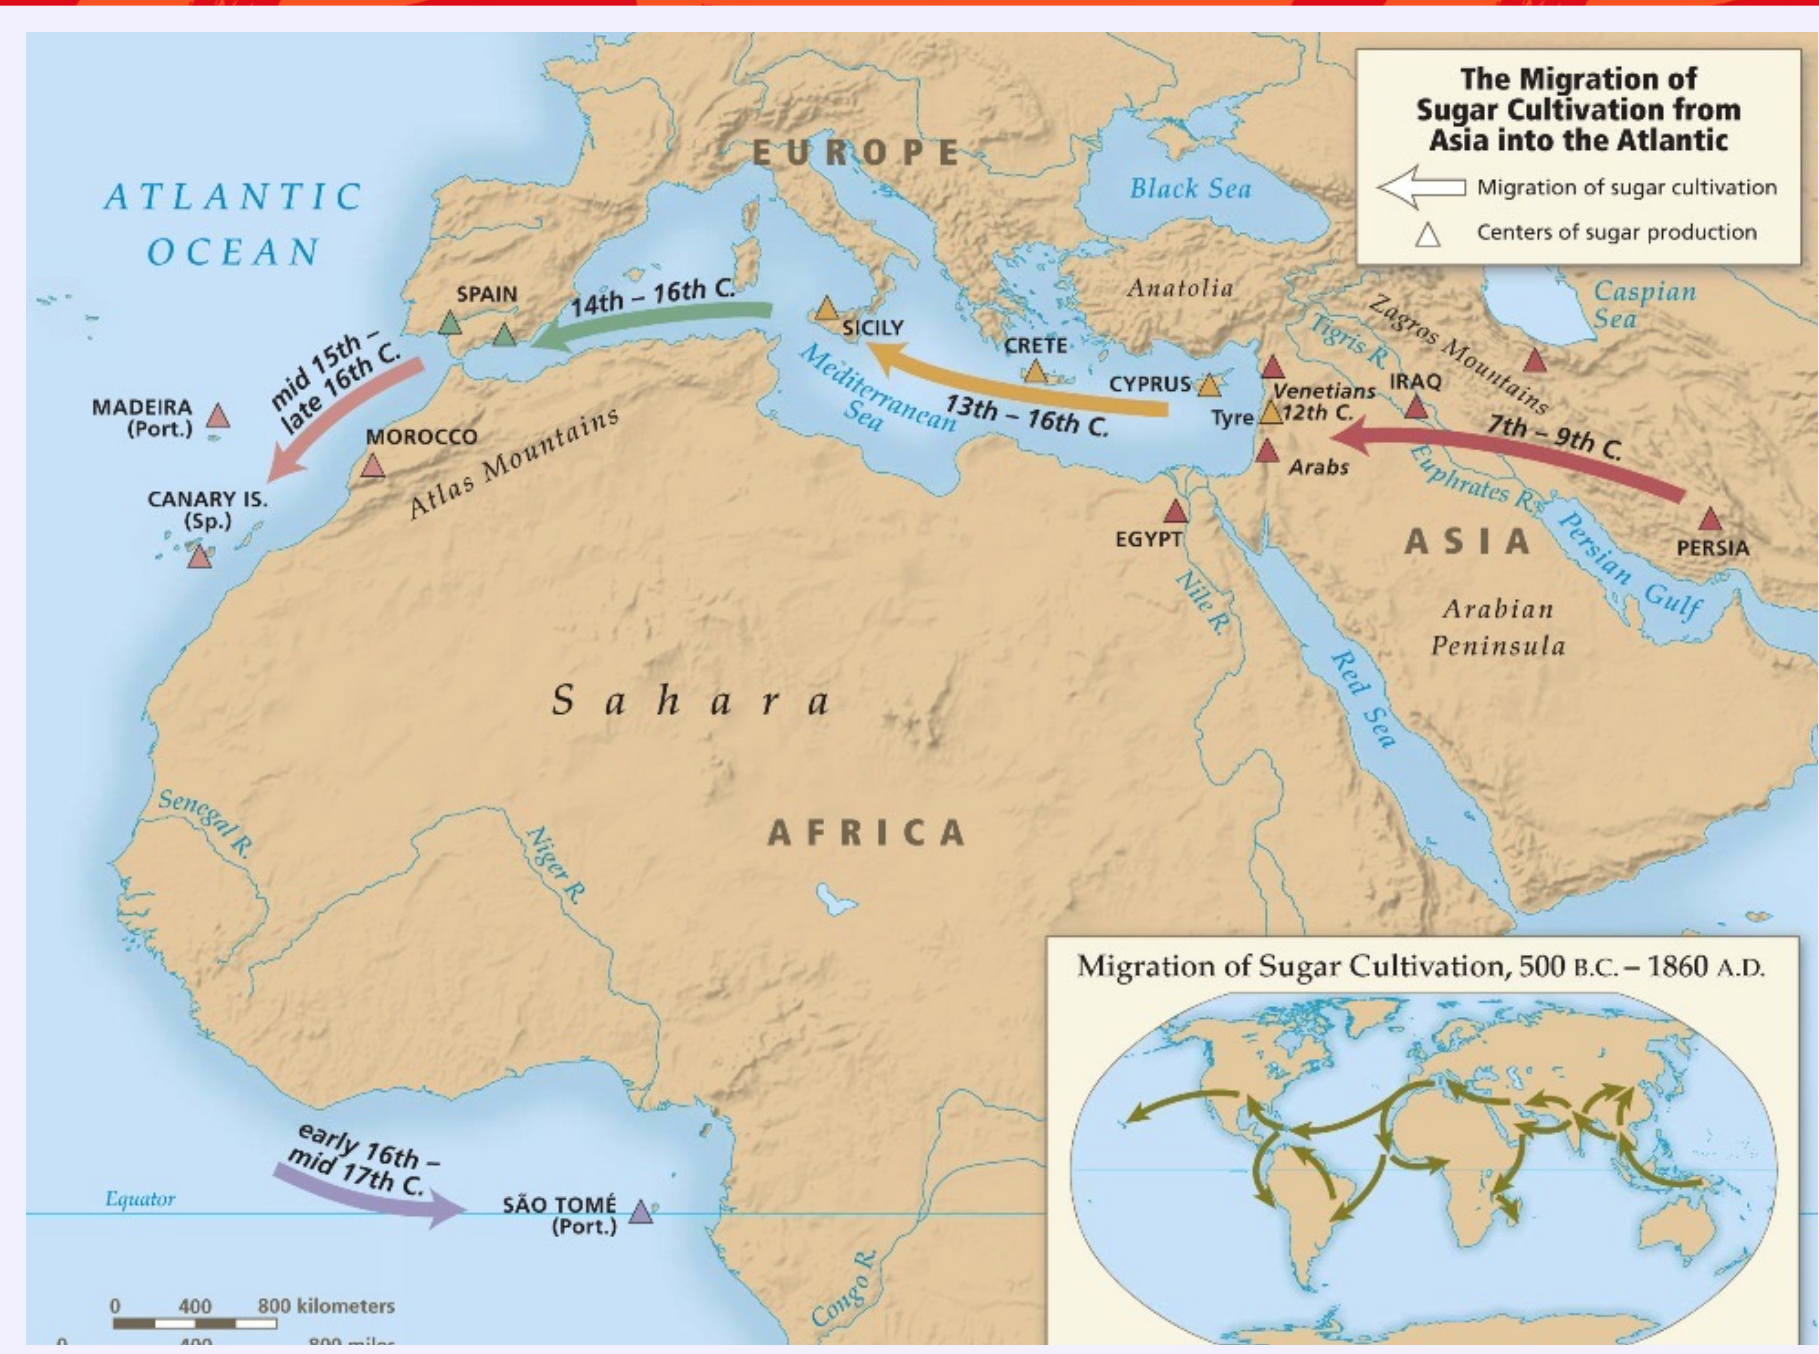 The Migration of
Sugar Cultivation from
Asia into the Atlantic
Migration of sugar cultivation
Centers of sugar production
EUROPE
ATLANTIC
OCEAN
Black Sea
Caspian
Sea
Anatolia
Zagros Mountains
Tigris R.
SPAIN
14th – 16th C.
SICILY
CRETE
CYPRUS
Mediterranean
Sea
13th – 16th C.
Venetians
12th C.
Tyre
Arabs
IRAQ
7th – 9th C.
Euphrates R.
PERSIA
Persian Gulf
ASIA
Arabian
Peninsula
EGYPT
Nile R.
Red Sea
mid 15th –
late 16th C.
MADEIRA
(Port.)
MOROCCO
Atlas Mountains
CANARY IS.
(Sp.)
Sahara
AFRICA
Senegal R.
Niger R.
early 16th –
mid 17th C.
Equator
SÃO TOMÉ
(Port.)
Congo R.
0 400 800 kilometers
0 400 800 miles
Migration of Sugar Cultivation, 500 B.C. – 1860 A.D.